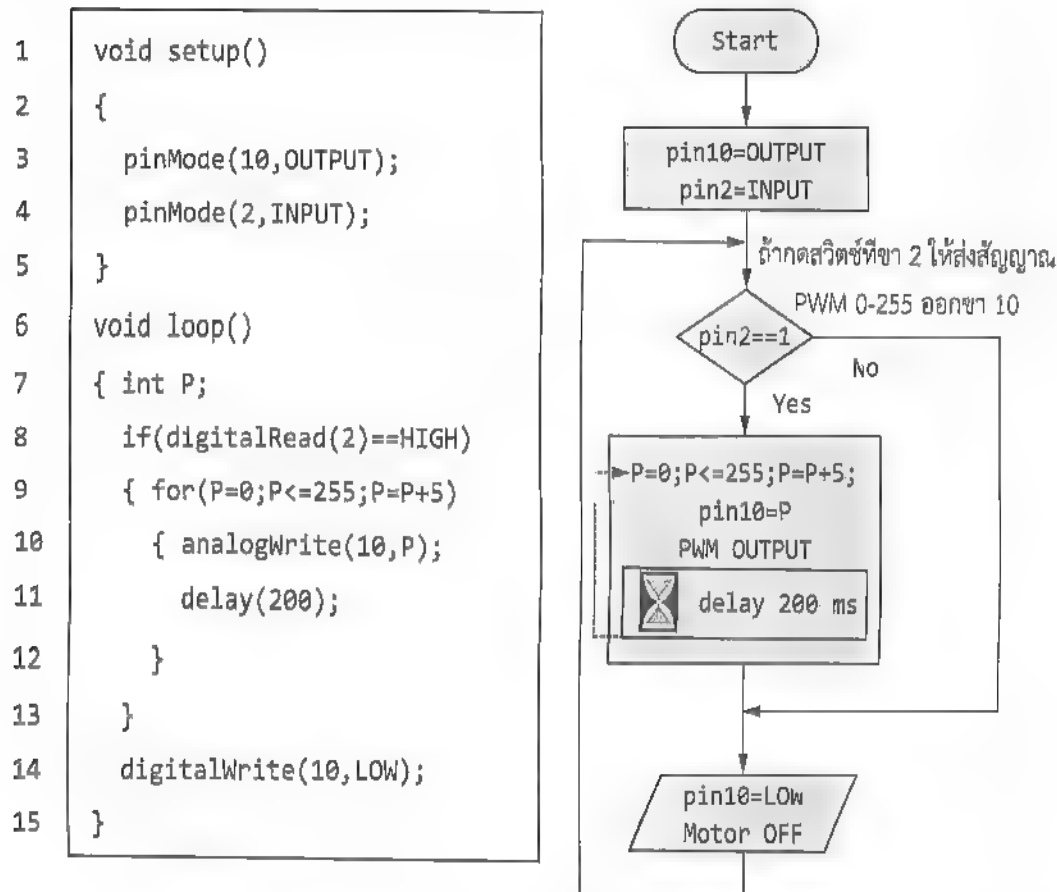 1 void setup()
2 {
3 pinMode(10,OUTPUT);
4 pinMode(2,INPUT);
5 }
6 void loop()
7 { int P;
8 if(digitalRead(2)==HIGH)
9 { for(P=0;P<=255;P=P+5)
10 { analogWrite(10,P);
11 delay(200);
12 }
13 }
14 digitalWrite(10,LOW);
15 }
Start
pin10=OUTPUT
pin2=INPUT
ถ้ากดสวิตช์ที่ขา 2 ให้ส่งสัญญาณ
PWM 0-255 ออกขา 10
pin2==1
No
Yes
P=0;P<=255;P=P+5;
pin10=P
PWM OUTPUT
delay 200 ms
pin10=LOW
Motor OFF